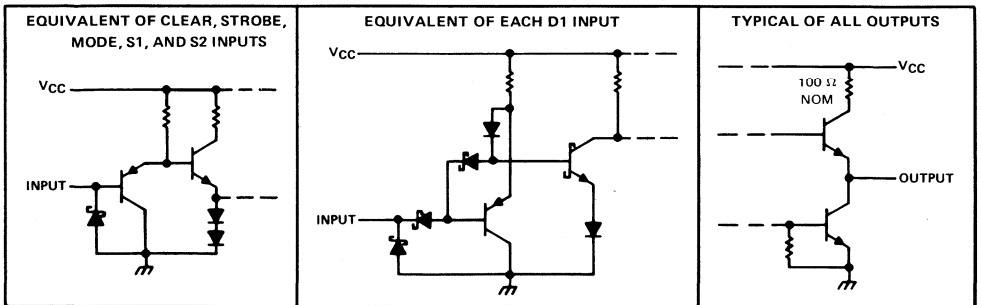 EQUIVALENT OF CLEAR, STROBE,
MODE, S1, AND S2 INPUTS
VCC
INPUT
EQUIVALENT OF EACH D1 INPUT
VCC
INPUT
TYPICAL OF ALL OUTPUTS
VCC
100 Ω
NOM
OUTPUT